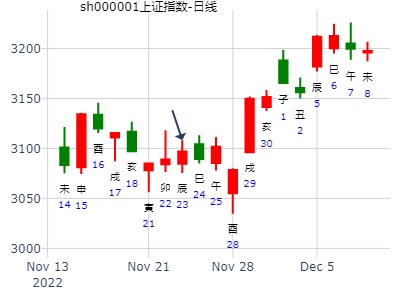 sh000001上证指数-日线
3200
3150
3100
3050
3000
未
14
申
15
酉
16
戌
17
亥
18
寅
21
卯
22
辰
23
巳
24
午
25
酉
28
戌
29
亥
30
子
1
丑
2
辰
5
巳
6
午
7
未
8
Nov 13
2022
Nov 21
Nov 28
Dec 5